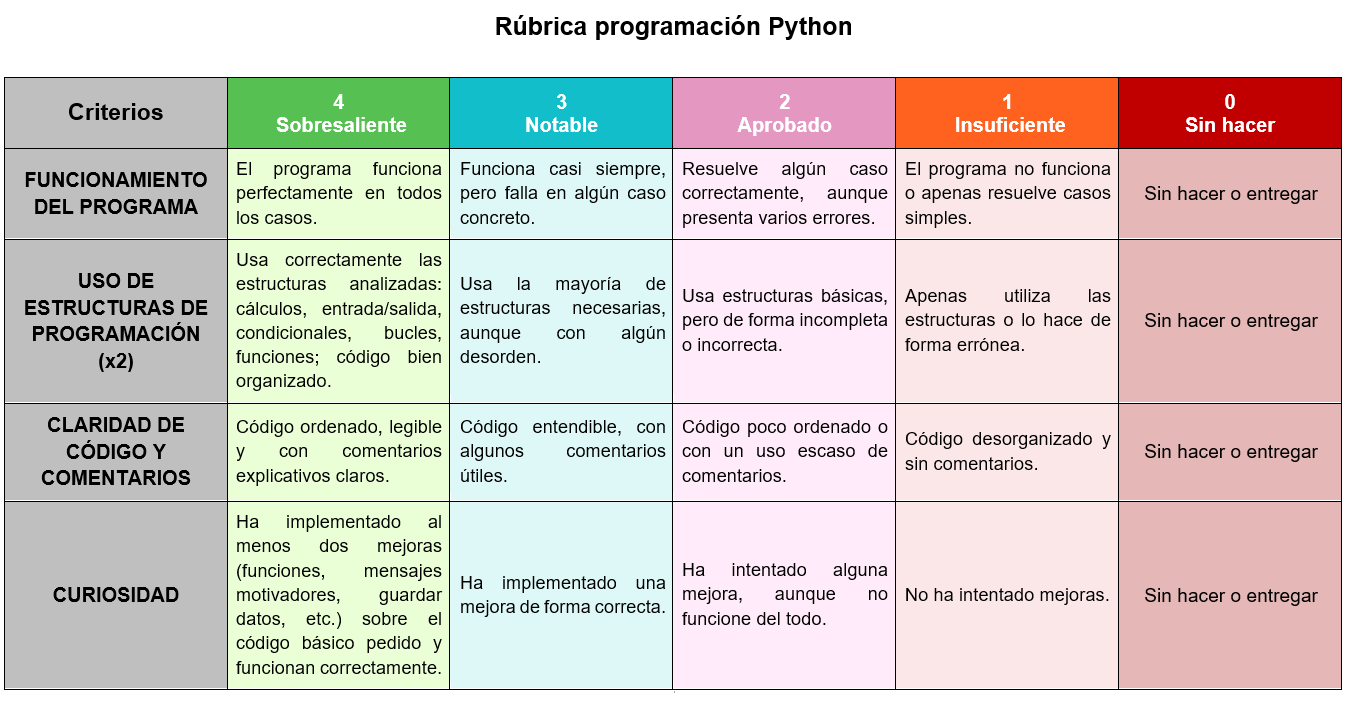 Rúbrica programación Python
Criterios
4
Sobresaliente
3
Notable
2
Aprobado
1
Insuficiente
0
Sin hacer
FUNCIONAMIENTO
DEL PROGRAMA
El programa funciona
perfectamente en todos
los casos.
Funciona casi siempre,
pero falla en algún caso
concreto.
Resuelve algún caso
correctamente, aunque
presenta varios errores.
El programa no funciona
o apenas resuelve casos
simples.
Sin hacer o entregar
USO DE
ESTRUCTURAS DE
PROGRAMACIÓN
(x2)
Usa correctamente las
estructuras analizadas:
cálculos, entrada/salida,
condicionales, bucles,
funciones; código bien
organizado.
Usa la mayoría de
estructuras necesarias,
aunque con algún
desorden.
Usa estructuras básicas,
pero de forma incompleta
o incorrecta.
Apenas utiliza las
estructuras o lo hace de
forma errónea.
Sin hacer o entregar
CLARIDAD DE
CÓDIGO Y
COMENTARIOS
Código ordenado, legible
y con comentarios
explicativos claros.
Código entendible, con
algunos comentarios
útiles.
Código poco ordenado o
con un uso escaso de
comentarios.
Código desorganizado y
sin comentarios.
Sin hacer o entregar
CURIOSIDAD
Ha implementado al
menos dos mejoras
(funciones, mensajes
motivadores, guardar
datos, etc.) sobre el
código básico pedido y
funcionan correctamente.
Ha implementado una
mejora de forma correcta.
Ha intentado alguna
mejora, aunque no
funcione del todo.
No ha intentado mejoras.
Sin hacer o entregar